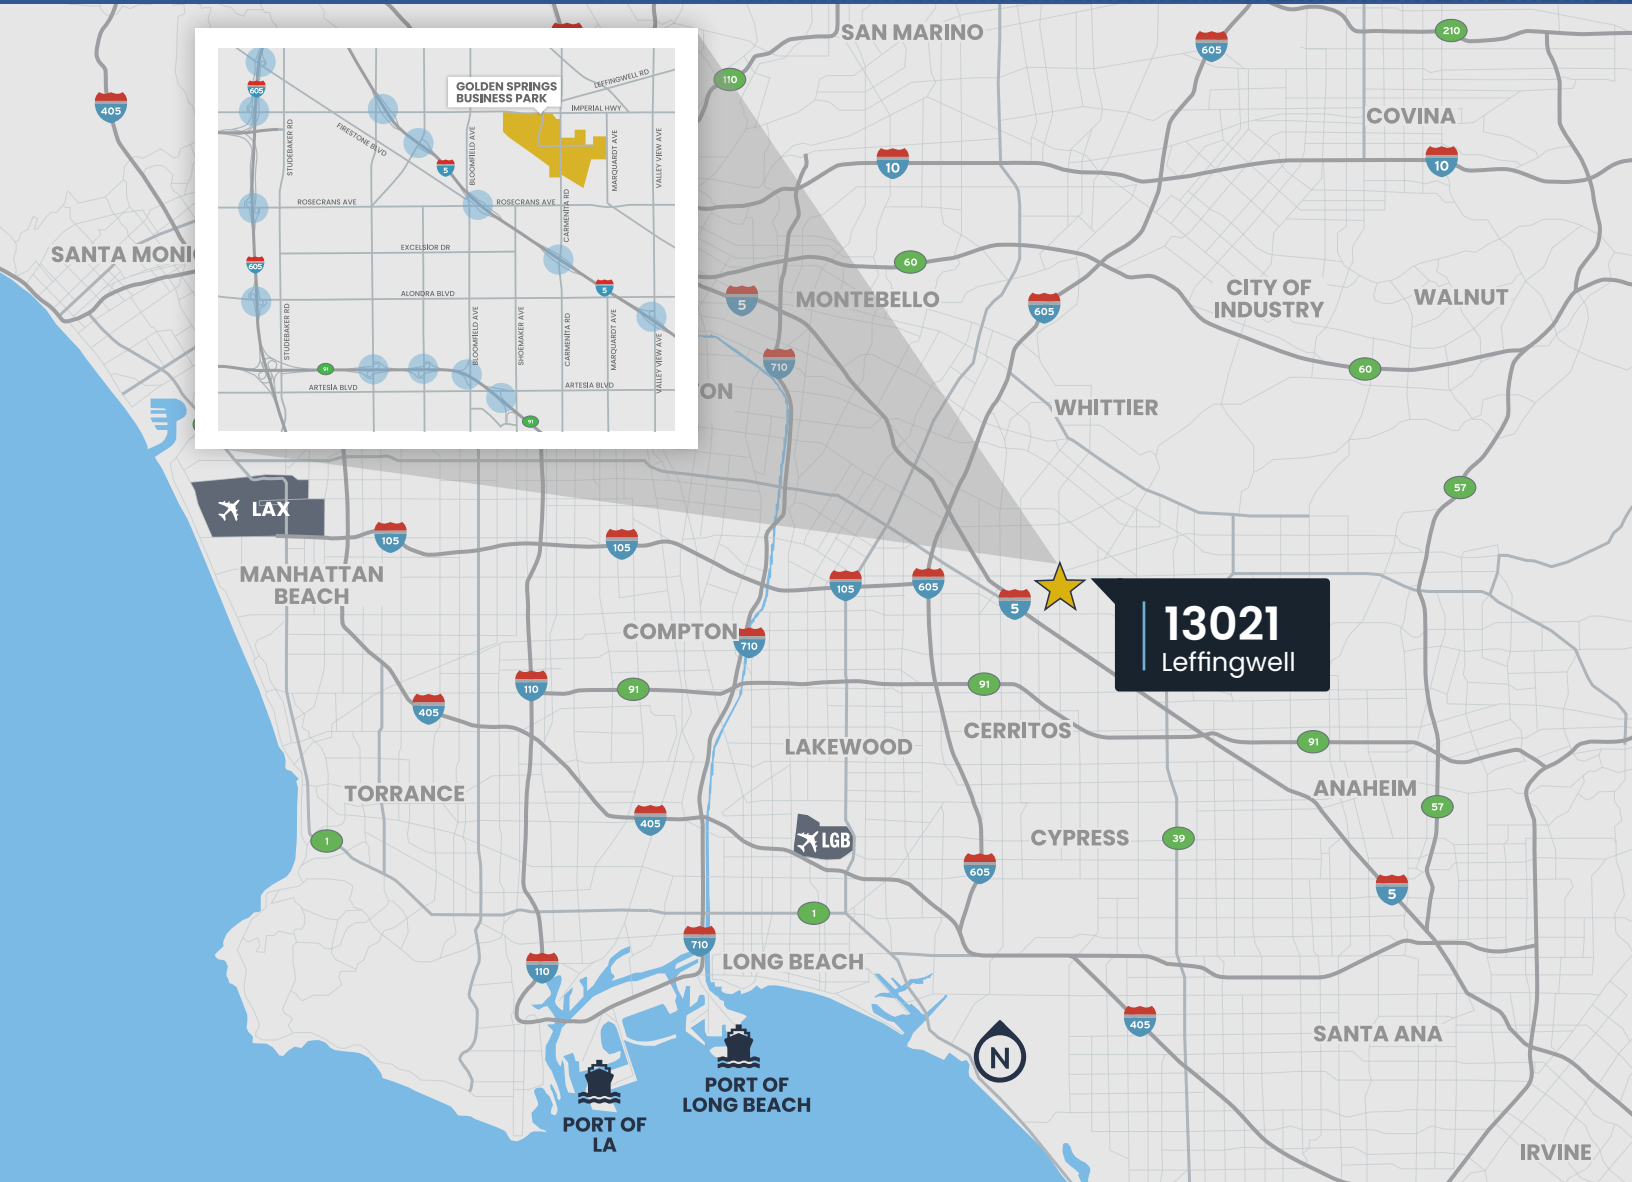 SAN MARINO
605
210
110
405
COVINA
10
10
SANTA MONI
60
5
MONTEBELLO
605
CITY OF
INDUSTRY
WALNUT
710
60
TON
WHITTIER
57
GOLDEN SPRINGS
BUSINESS PARK
LEFFINGWELL RD
IMPERIAL HWY
605
STUDEBAKER RD
FIRESTONE BLVD
5
BLOOMFIELD AVE
MARQUARDT AVE
VALLEY VIEW AVE
ROSECRANS AVE
ROSECRANS AVE
CARMENITA RD
EXCELSIOR DR
605
5
ALONDRA BLVD
STUDEBAKER RD
BLOOMFIELD AVE
SHOEMAKER AVE
CARMENITA RD
MARQUARDT AVE
VALLEY VIEW AVE
91
ARTESIA BLVD
ARTESIA BLVD
91
LAX
105
105
MANHATTAN
BEACH
105
605
5
13021
Leffingwell
COMPTON
710
110
91
91
405
CERRITOS
LAKEWOOD
91
TORRANCE
ANAHEIM
57
405
1
LGB
CYPRESS
39
605
5
1
710
110
LONG BEACH
405
SANTA ANA
N
PORT OF
LONG BEACH
PORT OF
LA
IRVINE